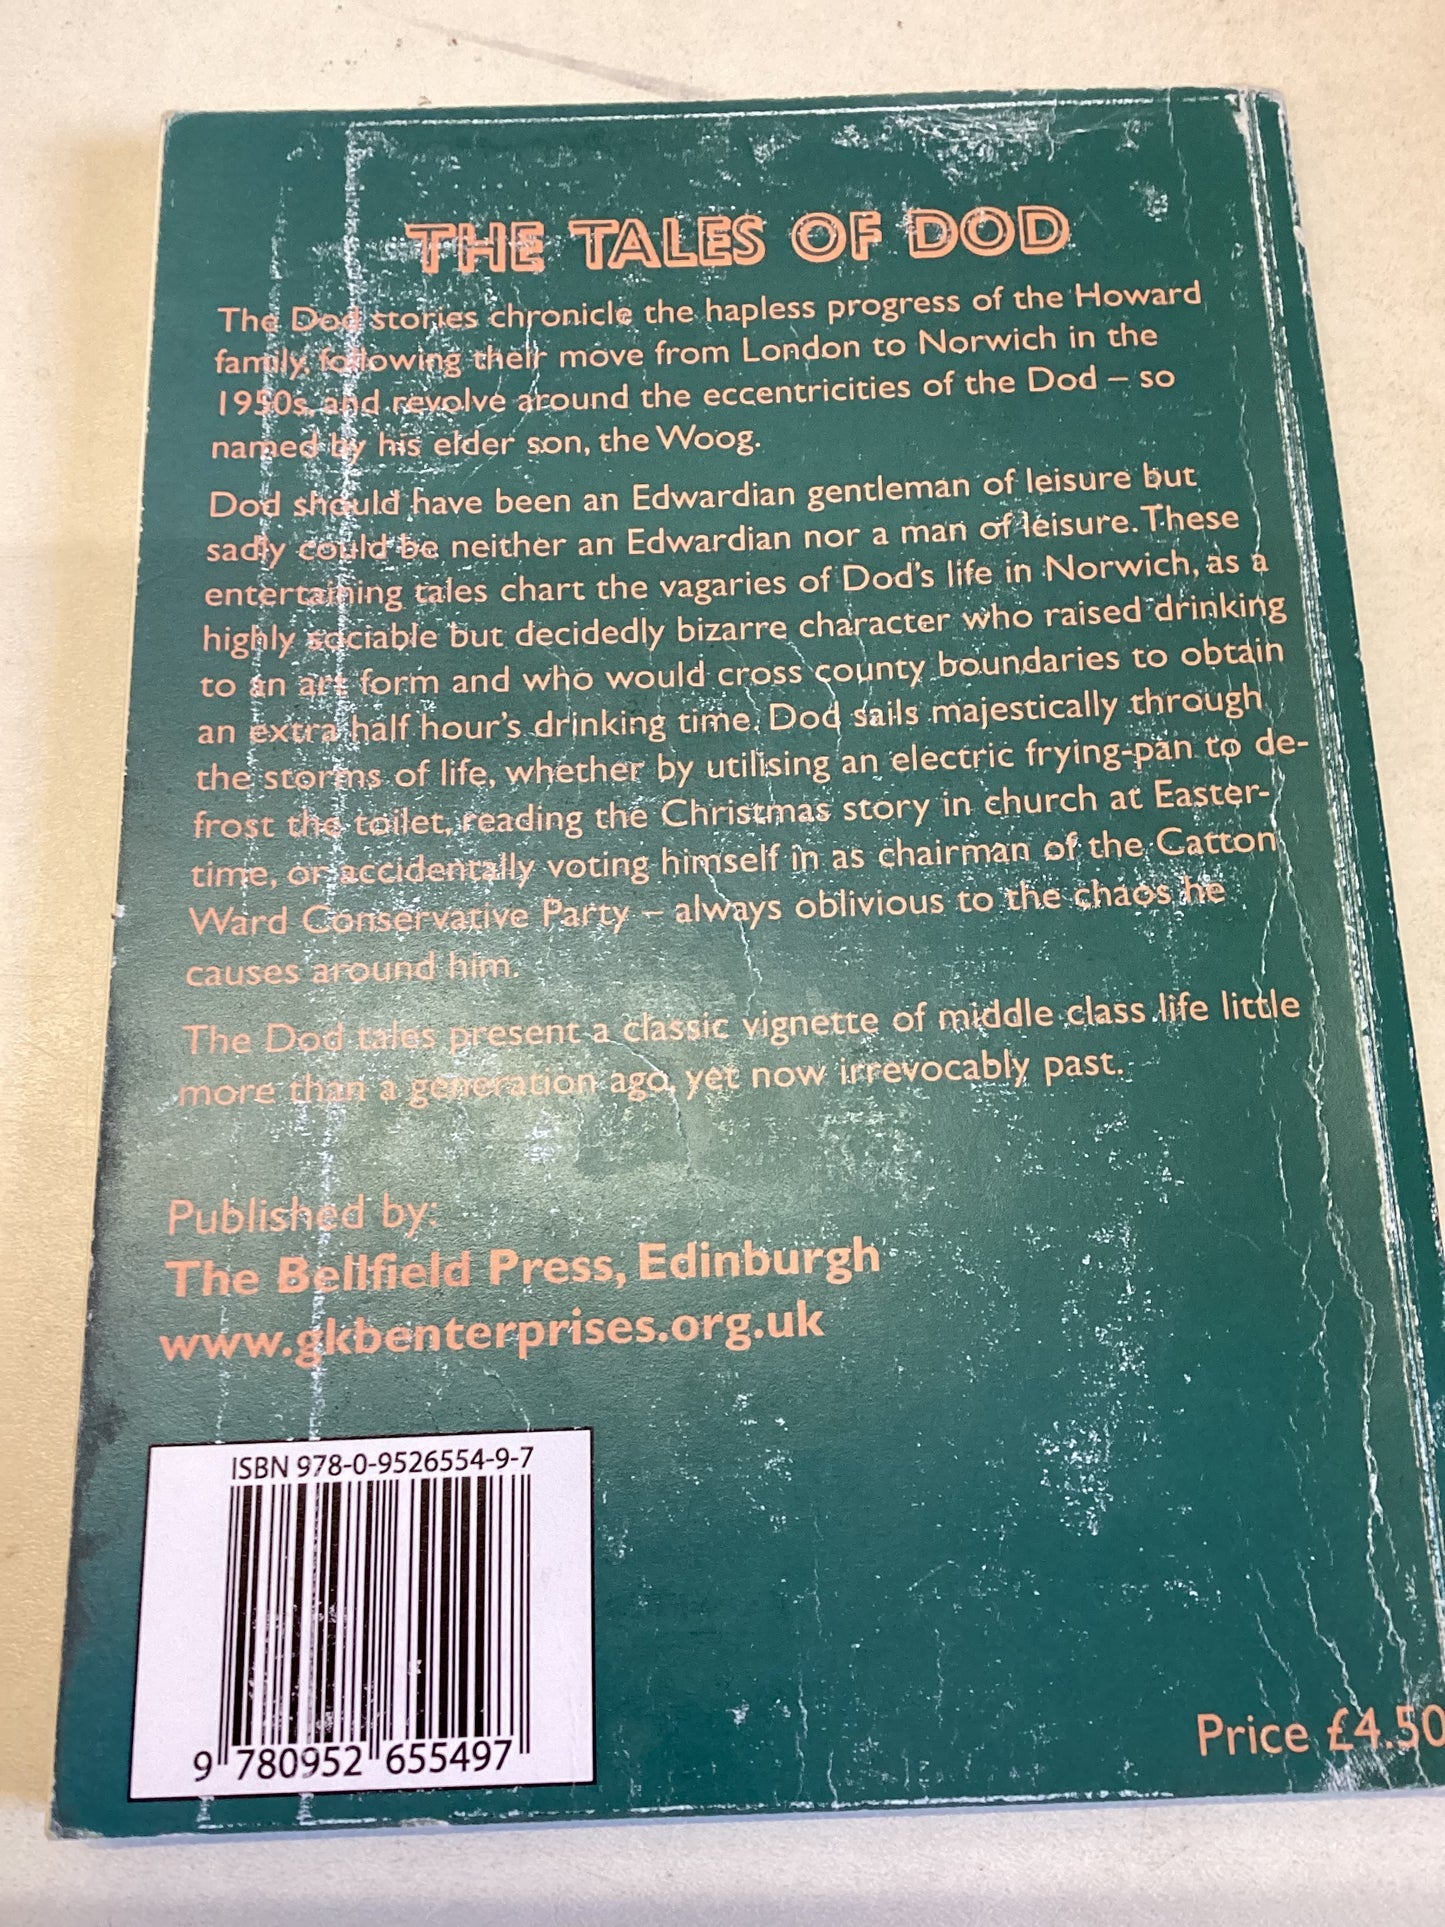 THE TALES OF DOD
The Dod stories chronicle the hapless progress of the Howard
family, following their move from London to Norwich in the
1950s, and revolve around the eccentricities of the Dod – so
named by his elder son, the Woog.
Dod should have been an Edwardian gentleman of leisure but
sadly could be neither an Edwardian nor a man of leisure. These
entertaining tales chart the vagaries of Dod's life in Norwich, as a
highly sociable but decidedly bizarre character who raised drinking
to an art form and who would cross county boundaries to obtain
an extra half hour's drinking time. Dod sails majestically through
the storms of life, whether by utilising an electric frying-pan to de-
frost the toilet, reading the Christmas story in church at Easter-
time, or accidentally voting himself in as chairman of the Catton
Ward Conservative Party – always oblivious to the chaos he
causes around him.
The Dod tales present a classic vignette of middle class life little
more than a generation ago, yet now irrevocably past.
Published by:
The Bellfield Press, Edinburgh
www.gkbenterprises.org.uk
ISBN 978-0-9526554-9-7
9 780952 655497
Price £4.50